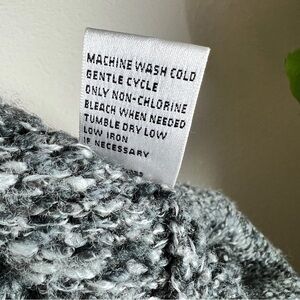 MACHINE WASH COLD
GENTLE CYCLE
ONLY NON-CHLORINE
BLEACH WHEN NEEDED
TUMBLE DRY LOW
LOW IRON
IF NECESSARY